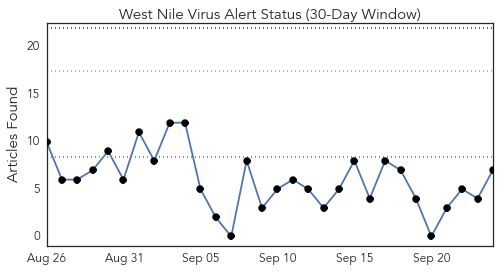 West Nile Virus Alert Status (30-Day Window)
Articles Found
20
15
10
5
0
Aug 26 Aug 31 Sep 05 Sep 10 Sep 15 Sep 20